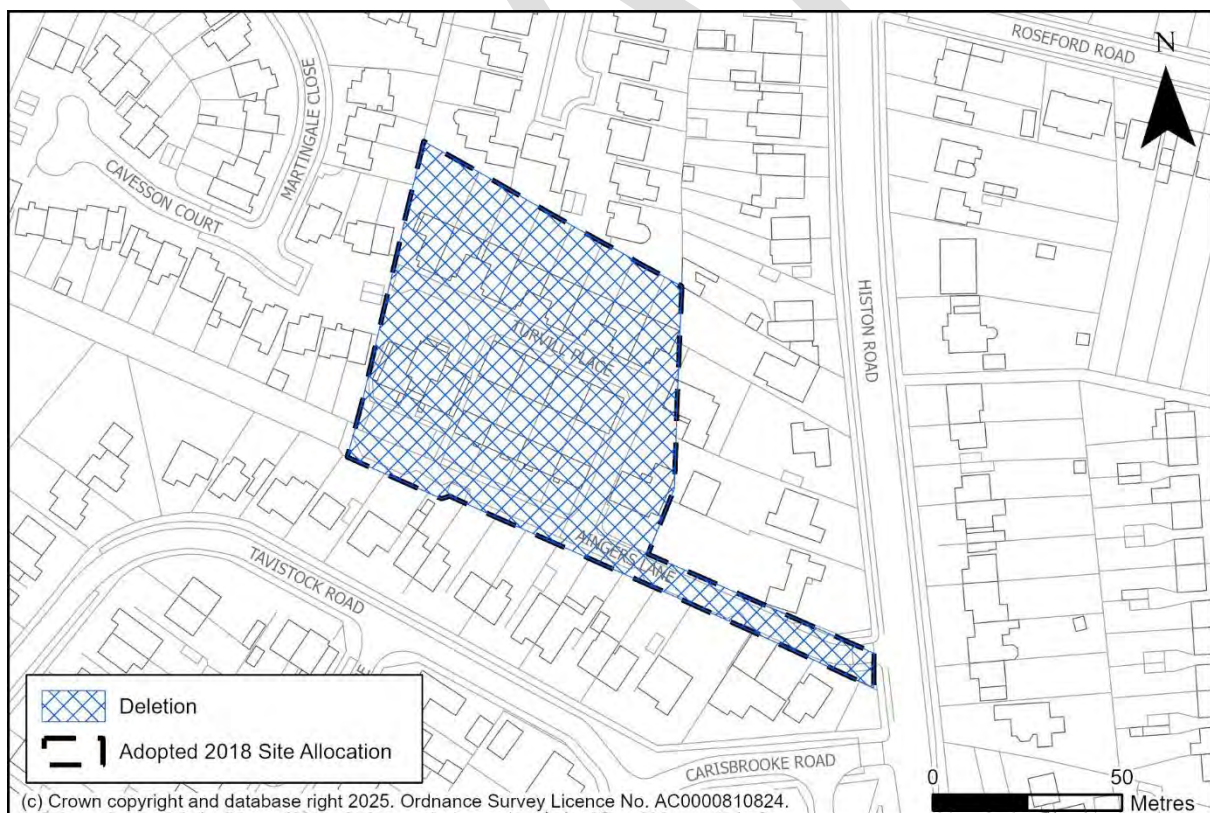 ROSEFORD ROAD
N
MARTINGALE CLOSE
CAVESSON COURT
HISTON ROAD
TURVILL PLACE
AINGERS LANE
TAVISTOCK ROAD
CARISBROOKE ROAD
Deletion
Adopted 2018 Site Allocation
0 50
Metres
(c) Crown copyright and database right 2025. Ordnance Survey Licence No. AC0000810824.